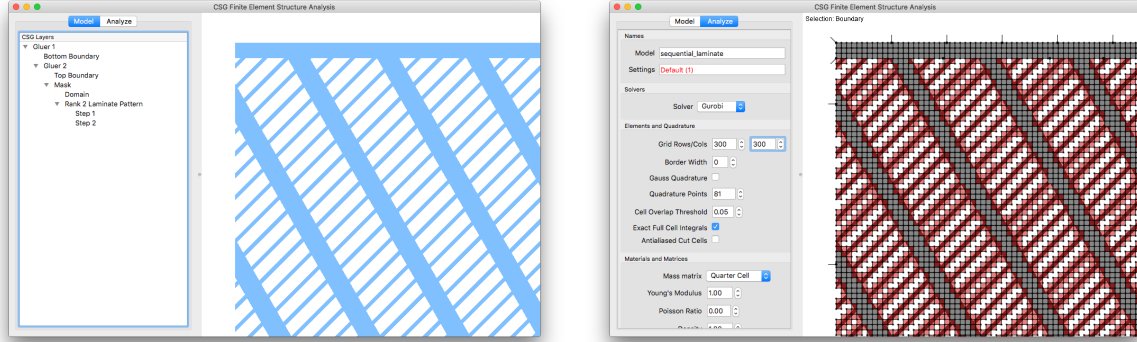 CSG Finite Element Structure Analysis
Model Analyze
CSG Layers
Gluer 1
Bottom Boundary
Gluer 2
Top Boundary
Mask
Domain
Rank 2 Laminate Pattern
Step 1
Step 2
CSG Finite Element Structure Analysis
Model Analyze
Selection: Boundary
Names
Model sequential_laminate
Settings Default (1)
Solvers
Solver Gurobi
Elements and Quadrature
Grid Rows/Cols 300 300
Border Width 0
Gauss Quadrature
Quadrature Points 81
Cell Overlap Threshold 0.05
Exact Full Cell Integrals
Antialiased Cut Cells
Materials and Matrices
Mass matrix Quarter Cell
Young's Modulus 1.00
Poisson Ratio 0.00